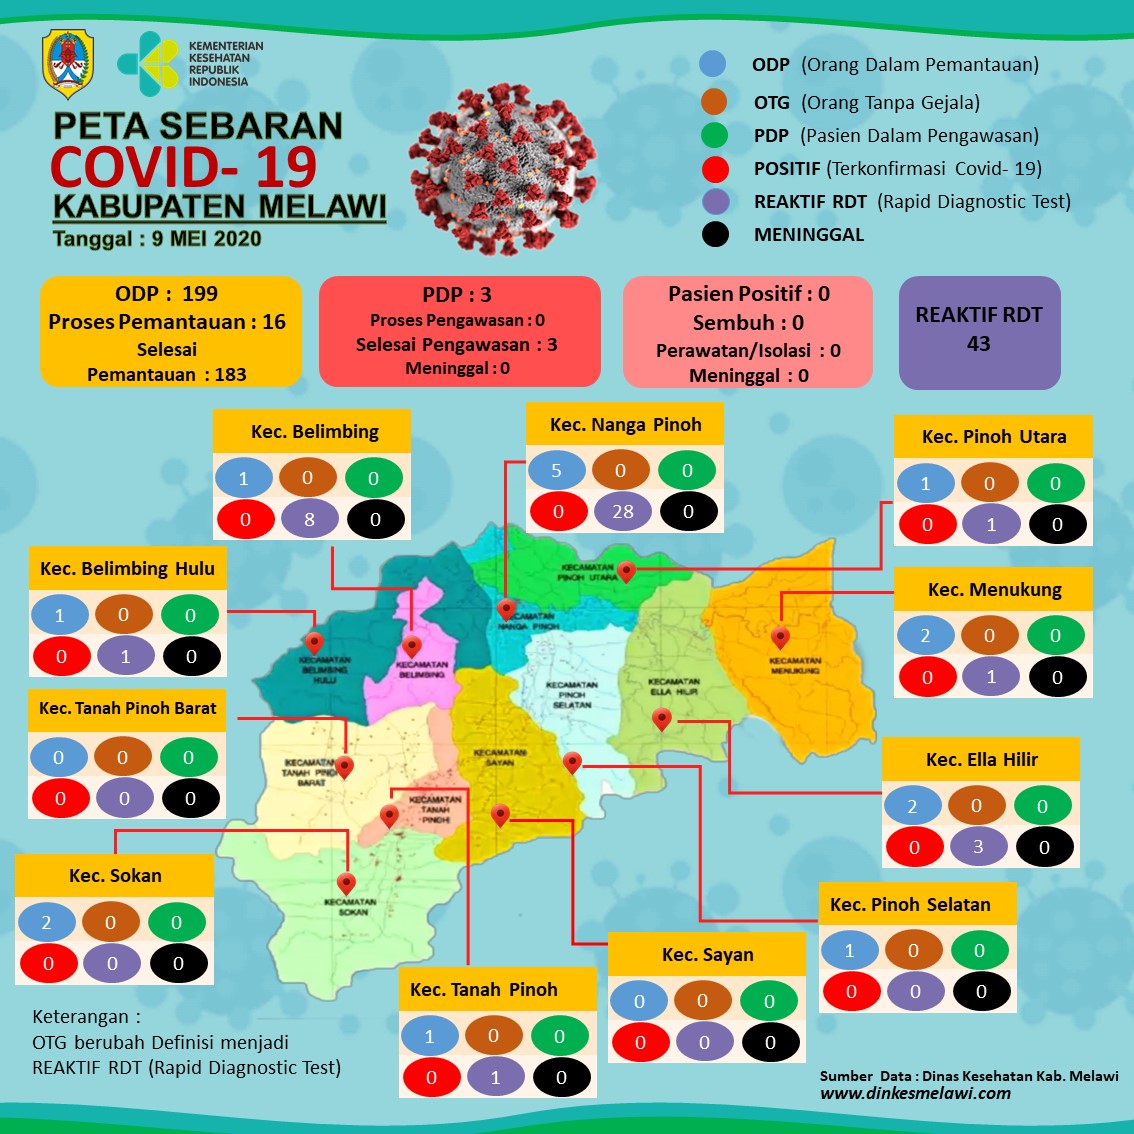 KEMENTERIAN
KESEHATAN
REPUBLIK
INDONESIA
PETA SEBARAN
COVID- 19
KABUPATEN MELAWI
Tanggal : 9 MEI 2020
ODP (Orang Dalam Pemantauan)
OTG (Orang Tanpa Gejala)
PDP (Pasien Dalam Pengawasan)
POSITIF (Terkonfirmasi Covid- 19)
REAKTIF RDT (Rapid Diagnostic Test)
MENINGGAL
ODP : 199
Proses Pemantauan : 16
Selesai
Pemantauan : 183
PDP : 3
Proses Pengawasan : 0
Selesai Pengawasan : 3
Meninggal : 0
Pasien Positif : 0
Sembuh : 0
Perawatan/Isolasi : 0
Meninggal : 0
REAKTIF RDT
43
Kec. Belimbing
1 0 0
0 8 0
Kec. Nanga Pinoh
5 0 0
0 28 0
Kec. Pinoh Utara
1 0 0
0 1 0
Kec. Belimbing Hulu
1 0 0
0 1 0
Kec. Menukung
2 0 0
0 1 0
Kec. Tanah Pinoh Barat
0 0 0
0 0 0
Kec. Ella Hilir
2 0 0
0 3 0
Kec. Sokan
2 0 0
0 0 0
Kec. Pinoh Selatan
1 0 0
0 0 0
Kec. Sayan
0 0 0
0 0 0
Kec. Tanah Pinoh
1 0 0
0 1 0
KECAMATAN
PINOH UTARA
KECAMATAN
NANGA PINOH
KECAMATAN
BELIMBING
HULU
KECAMATAN
BELIMBING
KECAMATAN
MENUKUNG
KECAMATAN
PINOH
SELATAN
KECAMATAN
ELLA HILIR
KECAMATAN
SAYAN
KECAMATAN
TANAH PINOH
BARAT
KECAMATAN
TANAH
PINOH
KECAMATAN
SOKAN
Keterangan :
OTG berubah Definisi menjadi
REAKTIF RDT (Rapid Diagnostic Test)
Sumber Data : Dinas Kesehatan Kab. Melawi
www.dinkesmelawi.com